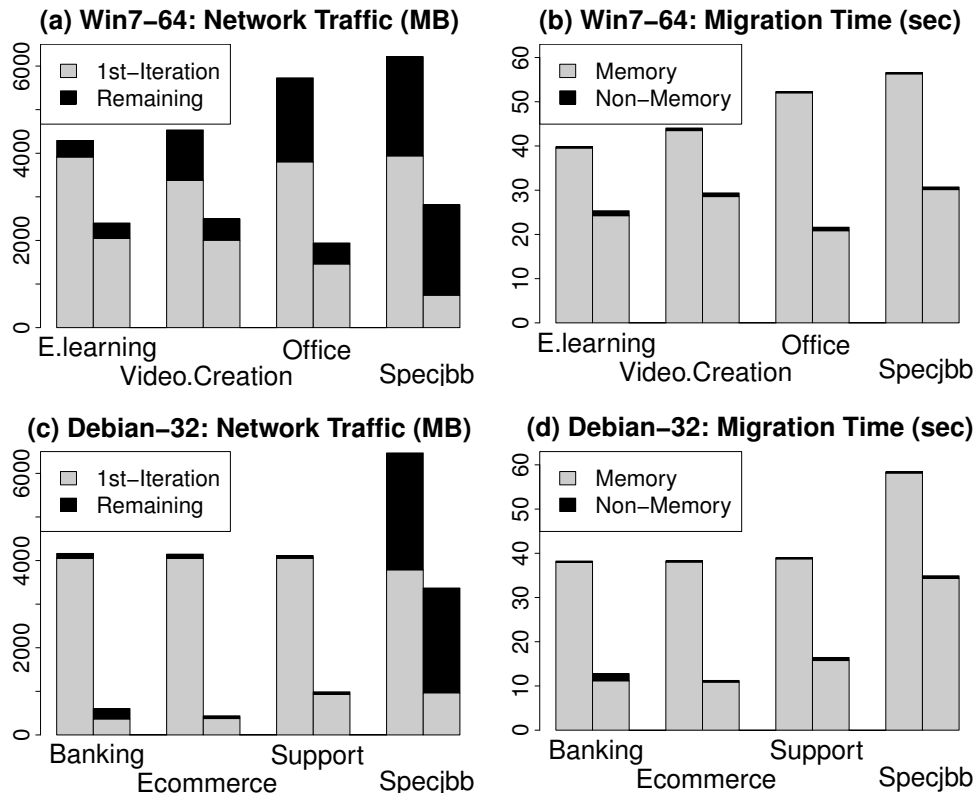 (a) Win7−64: Network Traffic (MB)
1st−Iteration
Remaining
0 2000 4000 6000
E.learning
Video.Creation
Office
Specjbb
(b) Win7−64: Migration Time (sec)
Memory
Non−Memory
0 10 20 30 40 50 60
E.learning
Video.Creation
Office
Specjbb
(c) Debian−32: Network Traffic (MB)
1st−Iteration
Remaining
0 2000 4000 6000
Banking
Ecommerce
Support
Specjbb
(d) Debian−32: Migration Time (sec)
Memory
Non−Memory
0 10 20 30 40 50 60
Banking
Ecommerce
Support
Specjbb